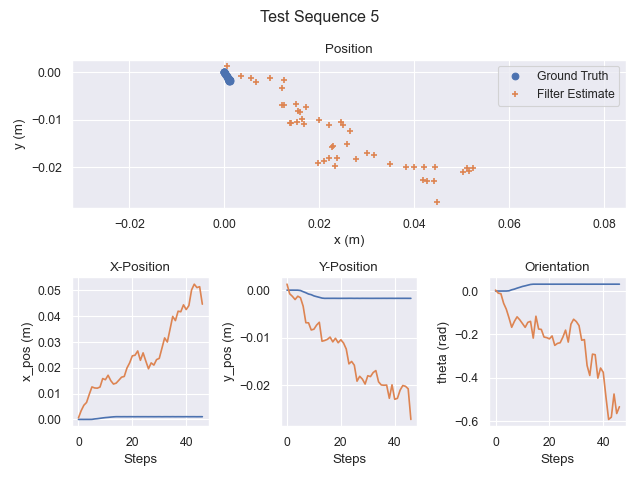 Test Sequence 5
Position
y (m)
0.00
−0.01
−0.02
Ground Truth
Filter Estimate
−0.02
0.00
0.02
0.04
0.06
0.08
x (m)
X-Position
x_pos (m)
0.05
0.04
0.03
0.02
0.01
0.00
0
20
40
Steps
Y-Position
y_pos (m)
0.00
−0.01
−0.02
0
20
40
Steps
Orientation
theta (rad)
0.0
−0.2
−0.4
−0.6
0
20
40
Steps